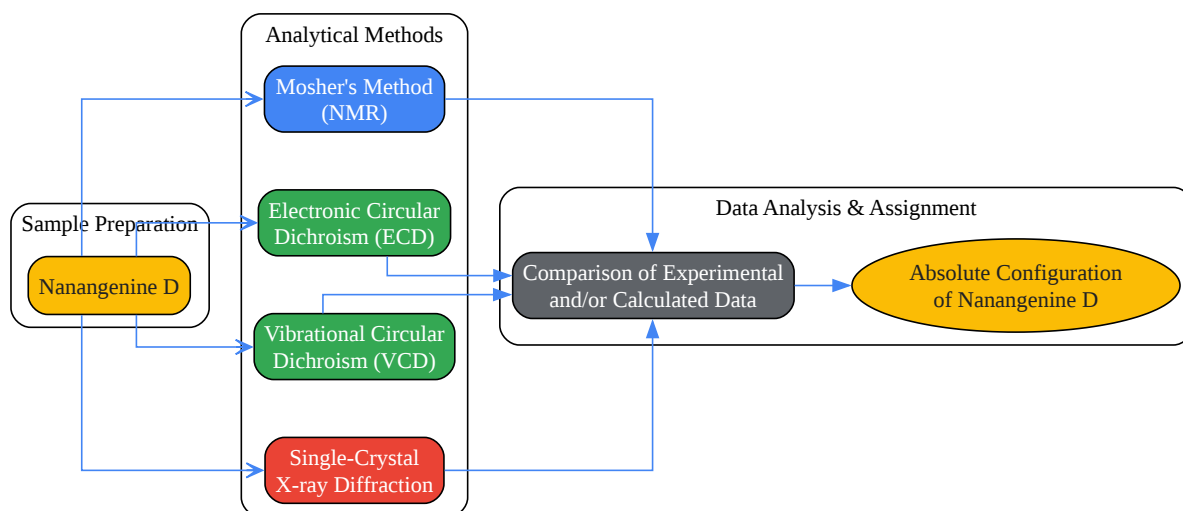 Analytical Methods
Mosher's Method
(NMR)
Sample Preparation
Nanangenine D
Electronic Circular
Dichroism (ECD)
Vibrational Circular
Dichroism (VCD)
Single-Crystal
X-ray Diffraction
Data Analysis & Assignment
Comparison of Experimental
and/or Calculated Data
Absolute Configuration
of Nanangenine D